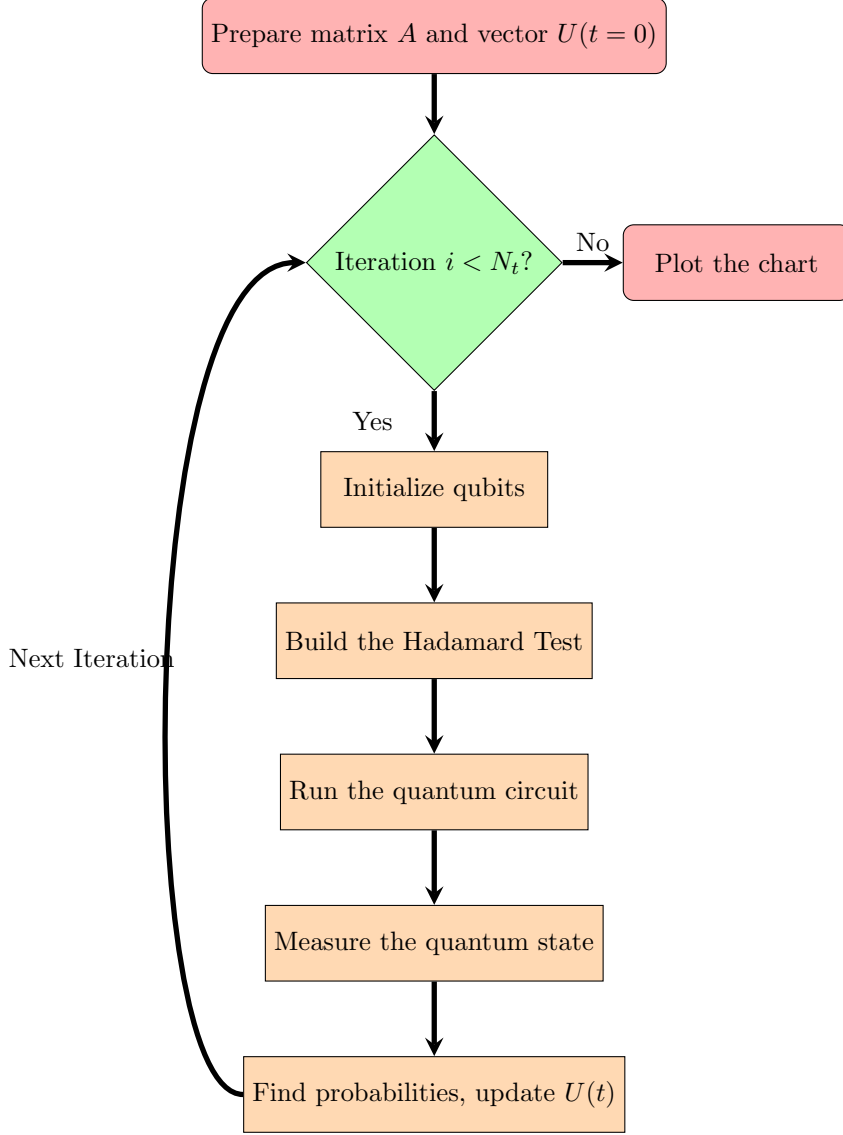 Prepare matrix A and vector U(t = 0)
Iteration i < N_t?
No
Plot the chart
Yes
Initialize qubits
Build the Hadamard Test
Next Iteration
Run the quantum circuit
Measure the quantum state
Find probabilities, update U(t)